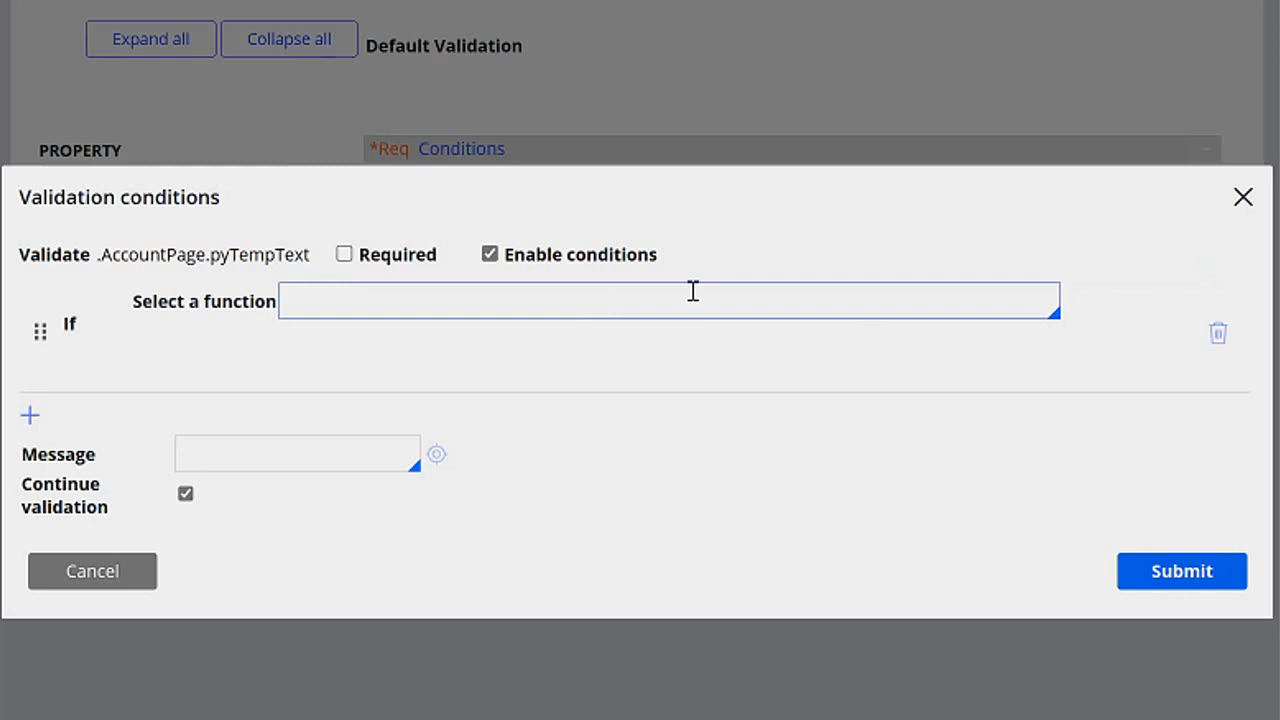 Expand all Collapse all Default Validation
PROPERTY *Req Conditions
Validation conditions
Validate .AccountPage.pyTempText Required Enable conditions
Select a function
If
Message
Continue
validation
Cancel Submit